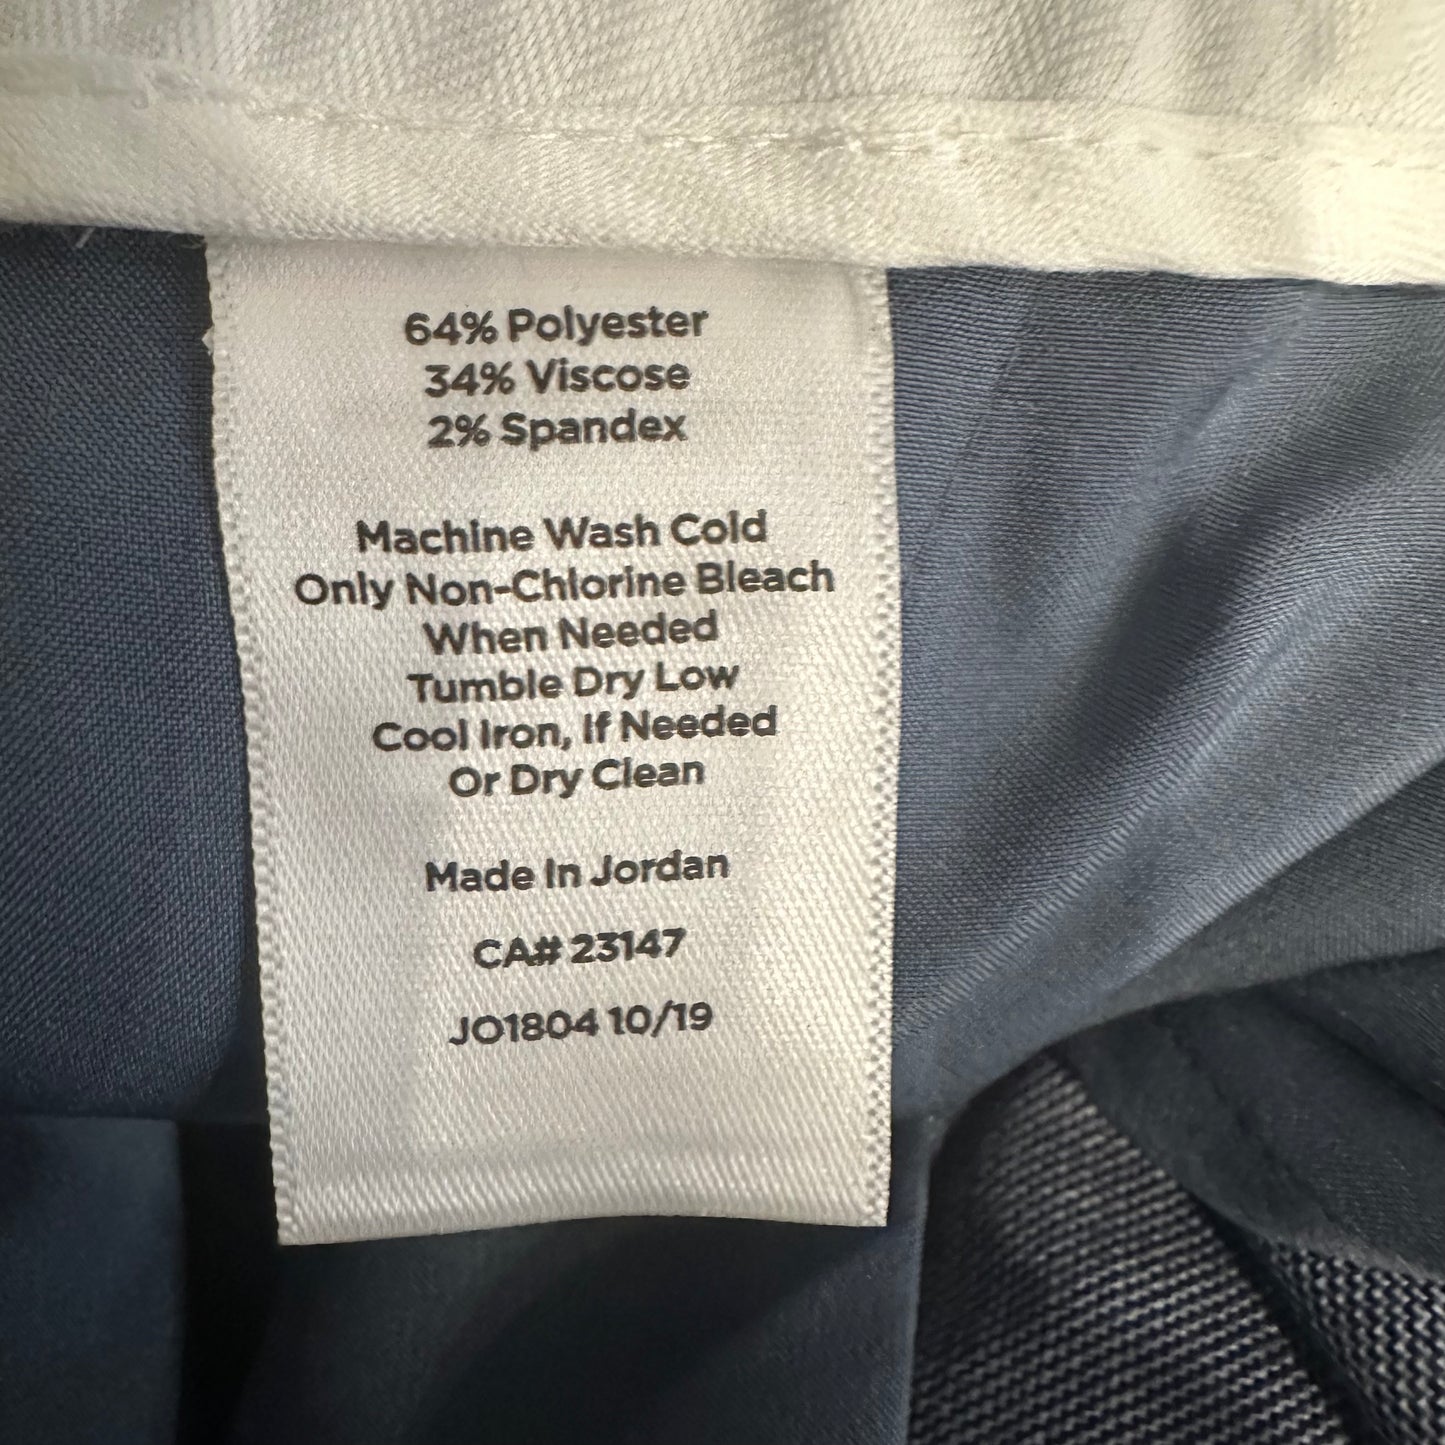 64% Polyester
34% Viscose
2% Spandex
Machine Wash Cold
Only Non-Chlorine Bleach
When Needed
Tumble Dry Low
Cool Iron, If Needed
Or Dry Clean
Made In Jordan
CA# 23147
JO1804 10/19